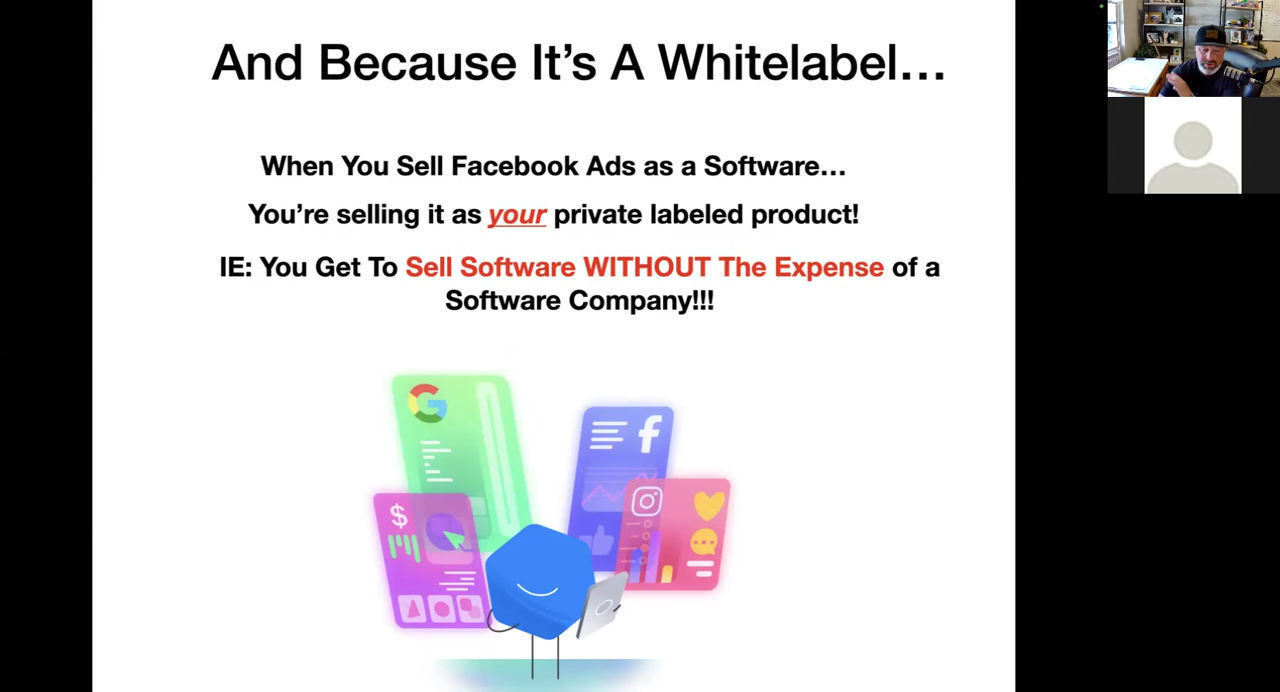 And Because It’s A Whitelabel…
When You Sell Facebook Ads as a Software…
You’re selling it as your private labeled product!
IE: You Get To Sell Software WITHOUT The Expense of a
Software Company!!!
G
f
$